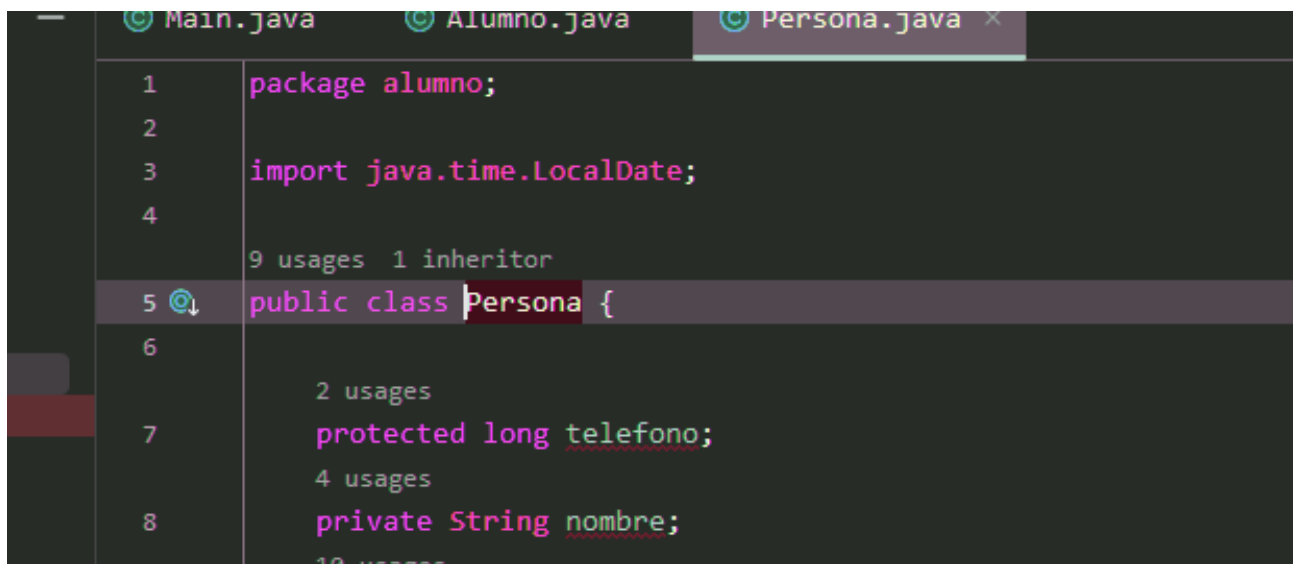 Main.java Alumno.java Persona.java ×
1 package alumno;
2
3 import java.time.LocalDate;
4
9 usages 1 inheritor
5 public class Persona {
6
2 usages
7 protected long telefono;
4 usages
8 private String nombre;